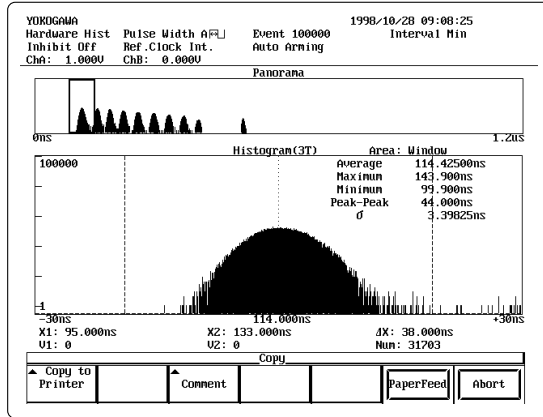 YOKOGAWA 1998/10/28 09:08:25
Hardware Hist Pulse Width A Event 100000 Interval Min
Inhibit Off Ref.Clock Int. Auto Arming
ChA: 1.000V ChB: 0.000V
Panorama
0ns 1.2us
Histogram(3T) Area: Window
100000
Average 114.42500ns
Maximum 143.900ns
Minimum 99.900ns
Peak-Peak 44.000ns
σ 3.39825ns
1
-30ns 114.000ns +30ns
X1: 95.000ns X2: 133.000ns ΔX: 38.000ns
V1: 0 V2: 0 Num: 31703
Copy
Copy to Printer Comment PaperFeed Abort